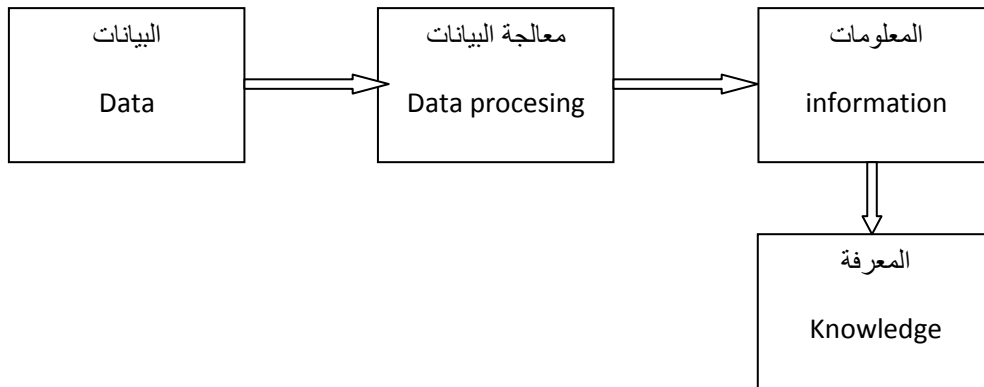 البيانات
Data
معالجة البيانات
Data procesing
المعلومات
information
المعرفة
Knowledge